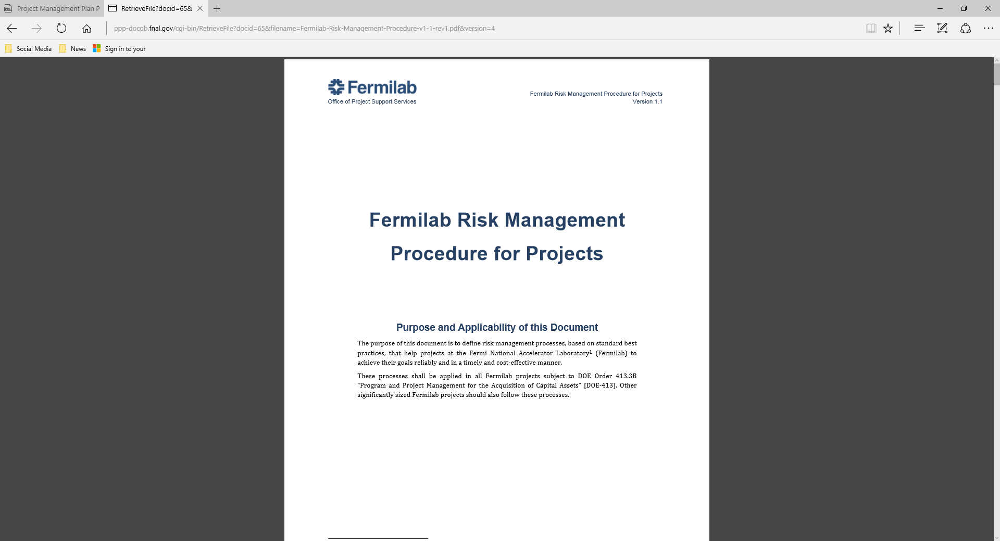 Project Management Plan P
RetrieveFile?docid=65&
ppp-docdb.fnal.gov/cgi-bin/RetrieveFile?docid=65&filename=Fermilab-Risk-Management-Procedure-v1-1-rev1.pdf&version=4
Social Media News Sign in to your
Fermilab
Office of Project Support Services
Fermilab Risk Management Procedure for Projects
Version 1.1
Fermilab Risk Management
Procedure for Projects
Purpose and Applicability of this Document
The purpose of this document is to define risk management processes, based on standard best
practices, that help projects at the Fermi National Accelerator Laboratory¹ (Fermilab) to
achieve their goals reliably and in a timely and cost-effective manner.
These processes shall be applied in all Fermilab projects subject to DOE Order 413.3B
“Program and Project Management for the Acquisition of Capital Assets” [DOE-413]. Other
significantly sized Fermilab projects should also follow these processes.